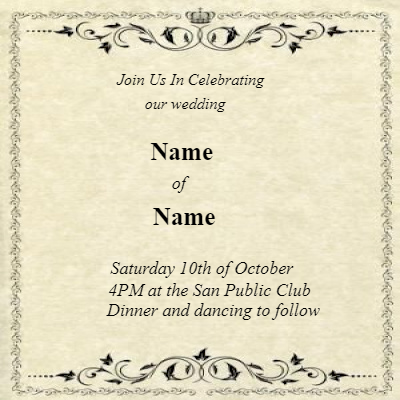 Join Us In Celebrating
our wedding
Name
of
Name
Saturday 10th of October
4PM at the San Public Club
Dinner and dancing to follow